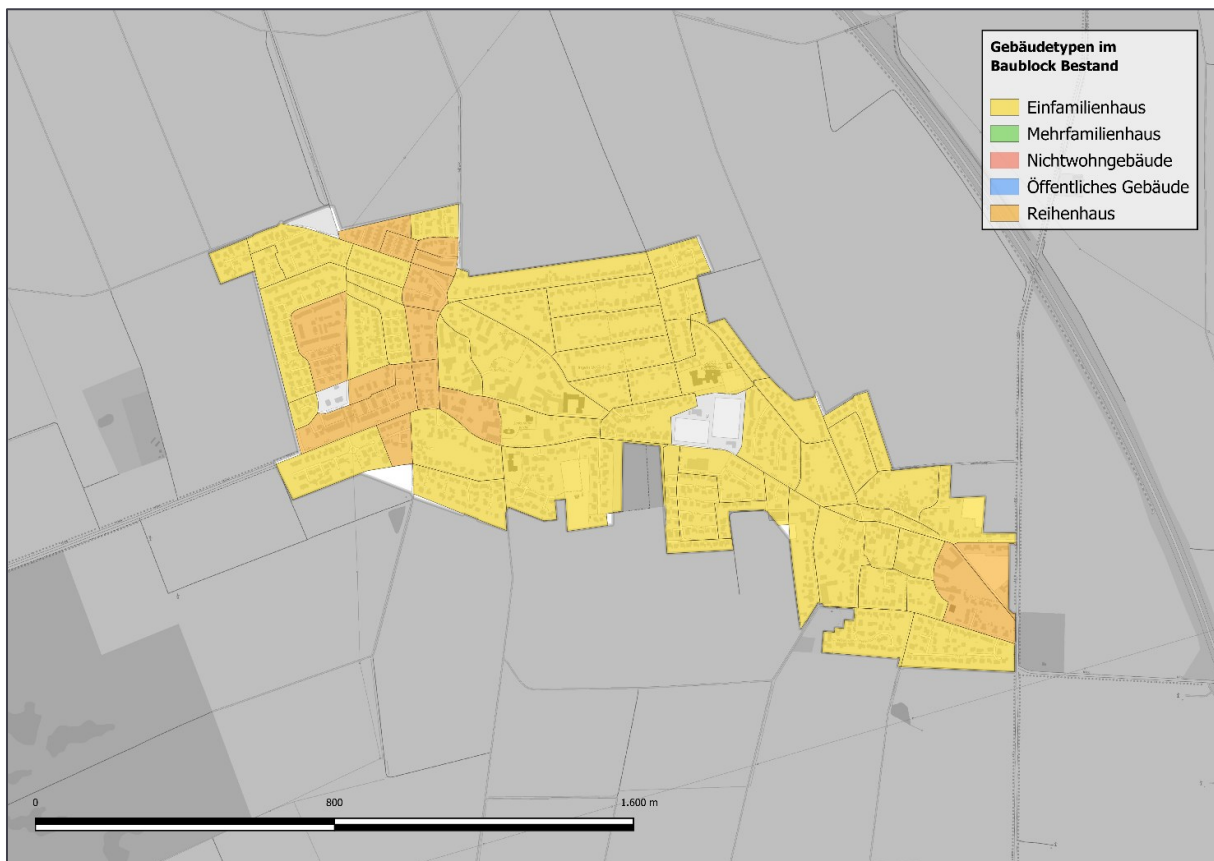 Gebäudetypen im
Baublock Bestand
Einfamilienhaus
Mehrfamilienhaus
Nichtwohngebäude
Öffentliches Gebäude
Reihenhaus
0 800 1.600 m